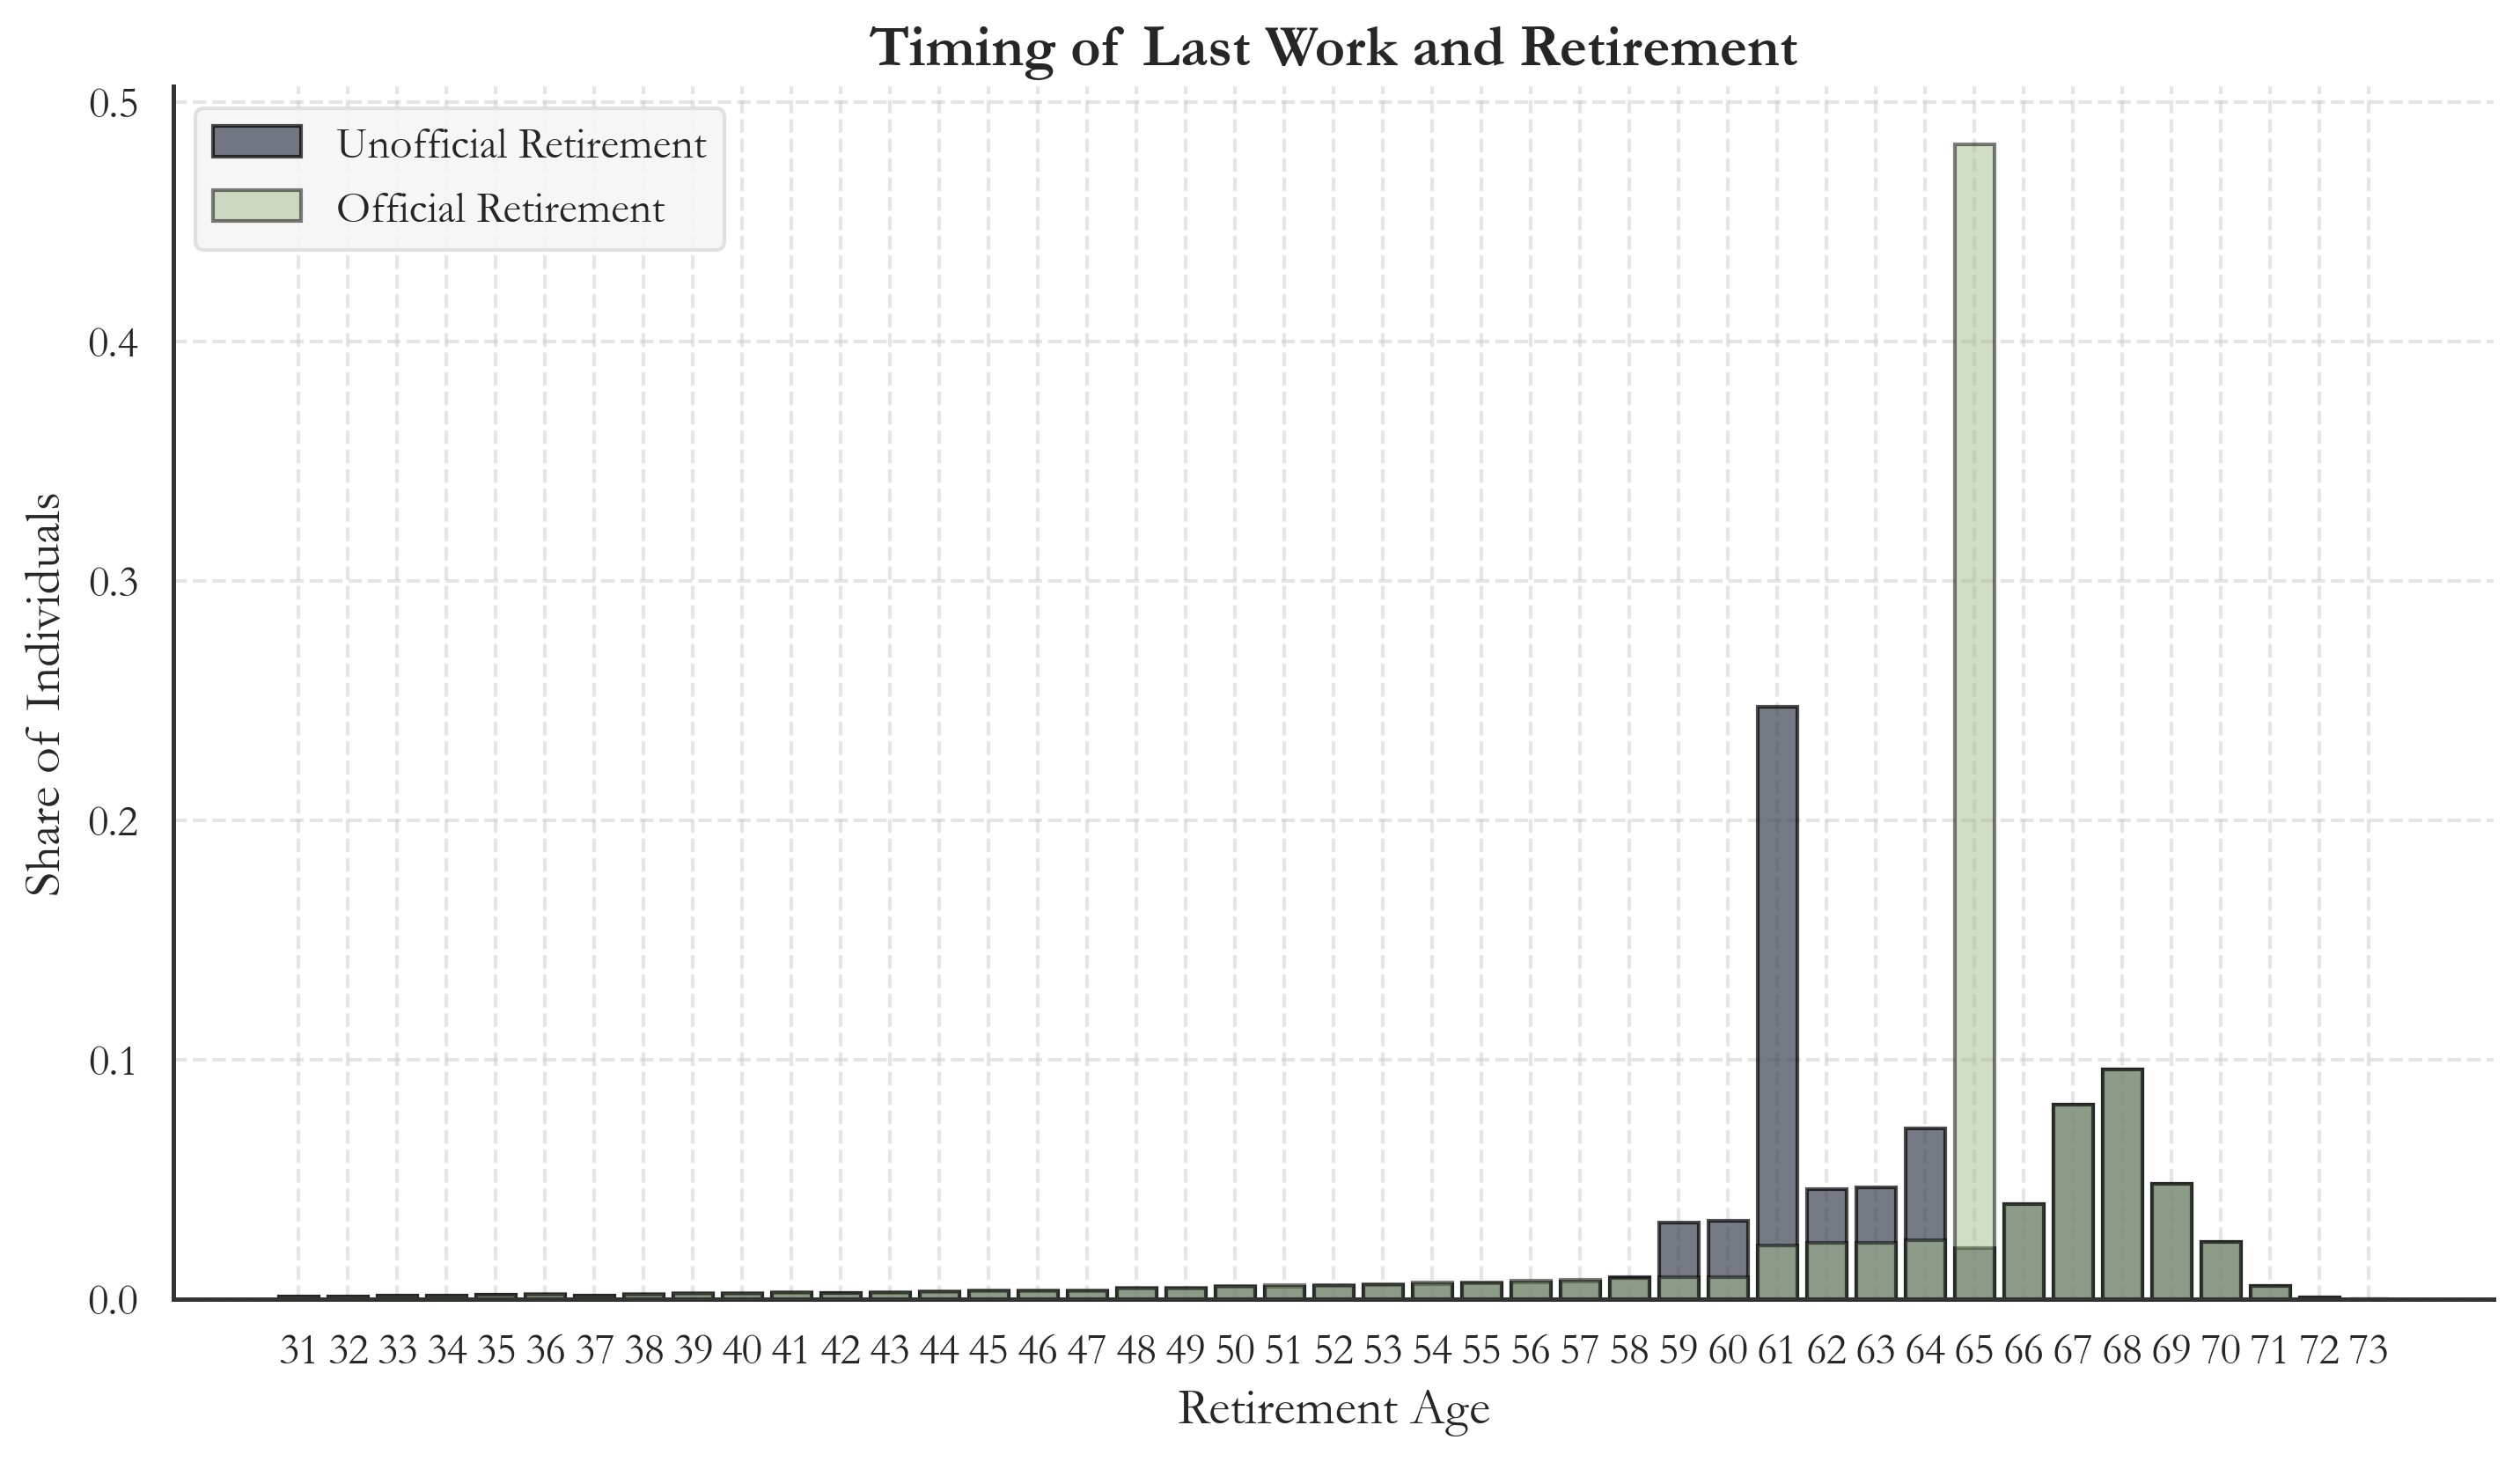 Timing of Last Work and Retirement
Unofficial Retirement
Official Retirement
Share of Individuals
0.5
0.4
0.3
0.2
0.1
0.0
31 32 33 34 35 36 37 38 39 40 41 42 43 44 45 46 47 48 49 50 51 52 53 54 55 56 57 58 59 60 61 62 63 64 65 66 67 68 69 70 71 72 73
Retirement Age